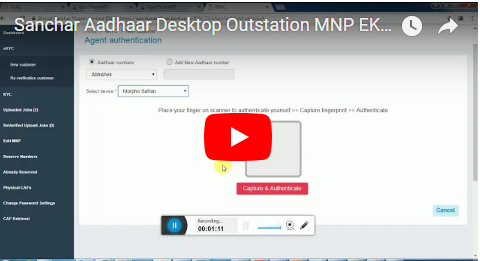 Sanchar Aadhaar Desktop Outstation MNP EK...
Dashboard
Agent authentication
eKYC
New customer
Re-verification customer
KYC
Uploaded Jobs (2)
ReVerified Upload Jobs (0)
Edit MNP
Reserve Numbers
Already Reserved
Physical CAFs
Change Password Settings
CAF Retrieval
Aadhaar numbers
Add New Aadhaar number
Abhishek
Select device *
Morpho Safran
Place your finger on scanner to authenticate yourself >> Capture fingerprint >> Authenticate
Capture & Authenticate
Cancel
Recording...
00:01:11